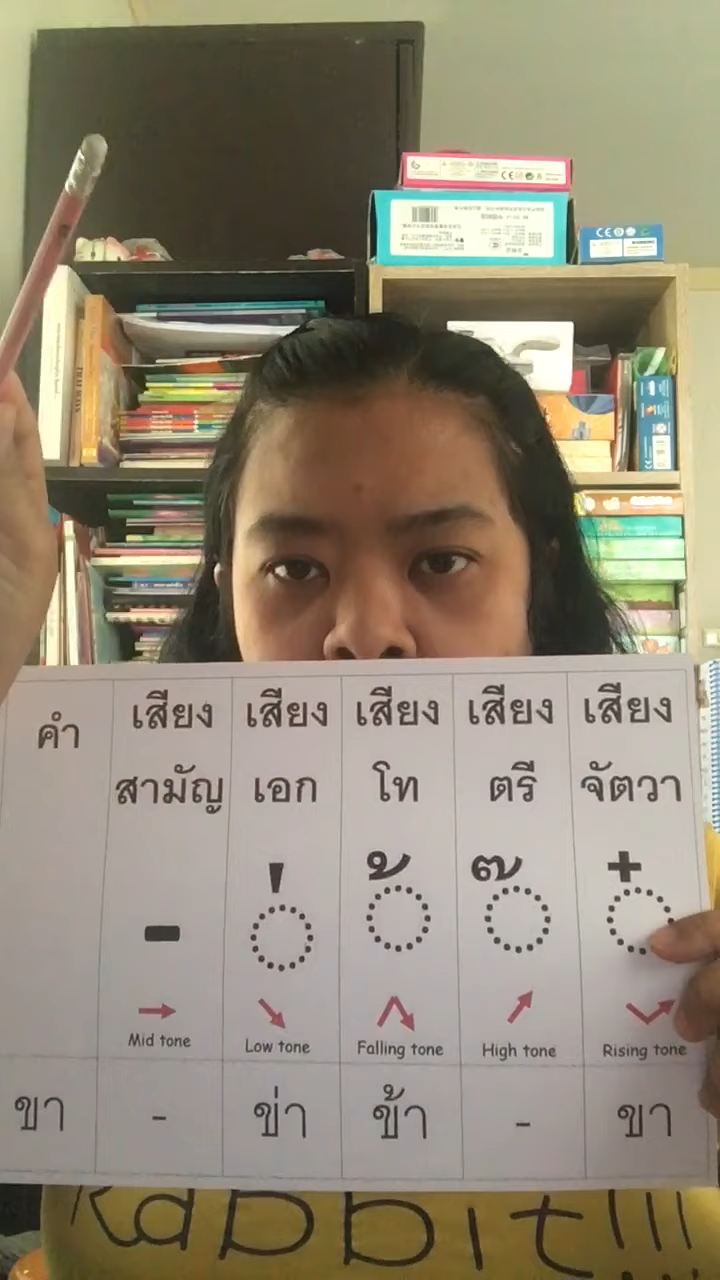 คำ เสียง เสียง เสียง เสียง เสียง
สามัญ เอก โท ตรี จัตวา
- ่ ้ ๊ ๋
Mid tone Low tone Falling tone High tone Rising tone
ขา - ข่า ข้า - ขา
Rabbit!!!